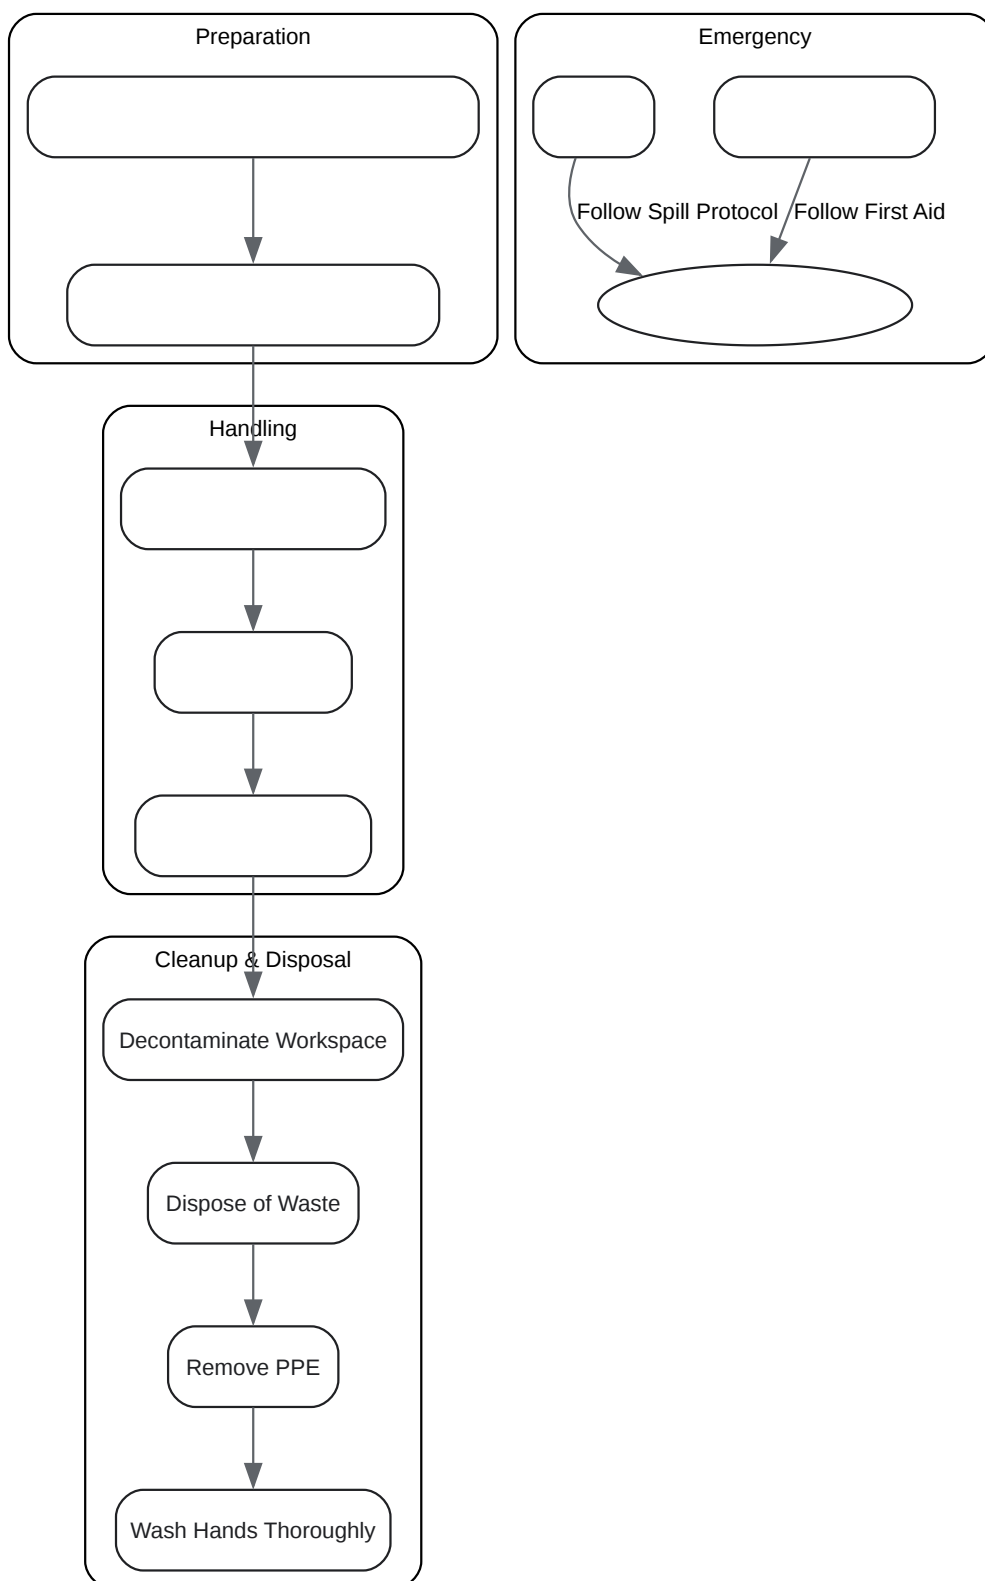 Preparation
Emergency
Follow Spill Protocol
Follow First Aid
Handling
Cleanup & Disposal
Decontaminate Workspace
Dispose of Waste
Remove PPE
Wash Hands Thoroughly